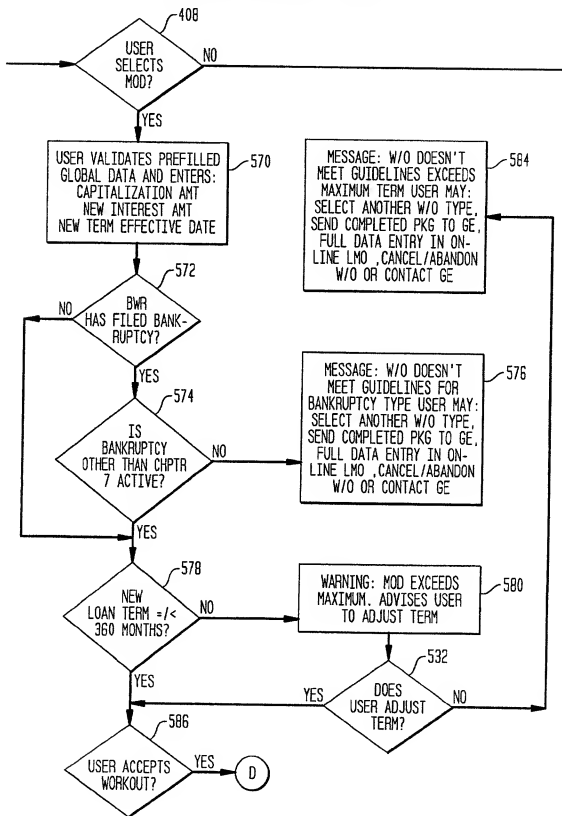 408
USER
SELECTS
MOD?
NO
YES
USER VALIDATES PREFILLED
GLOBAL DATA AND ENTERS:
CAPITALIZATION AMT
NEW INTEREST AMT
NEW TERM EFFECTIVE DATE
570
MESSAGE: W/O DOESN'T
MEET GUIDELINES EXCEEDS
MAXIMUM TERM USER MAY:
SELECT ANOTHER W/O TYPE,
SEND COMPLETED PKG TO GE,
FULL DATA ENTRY IN ON-
LINE LMO ,CANCEL/ABANDON
W/O OR CONTACT GE
584
572
BWR
HAS FILED BANK-
RUPTCY?
NO
YES
574
IS
BANKRUPTCY
OTHER THAN CHPTR
7 ACTIVE?
NO
YES
MESSAGE: W/O DOESN'T
MEET GUIDELINES FOR
BANKRUPTCY TYPE USER MAY:
SELECT ANOTHER W/O TYPE,
SEND COMPLETED PKG TO GE,
FULL DATA ENTRY IN ON-
LINE LMO ,CANCEL/ABANDON
W/O OR CONTACT GE
576
578
NEW
LOAN TERM =/<
360 MONTHS?
NO
YES
WARNING: MOD EXCEEDS
MAXIMUM. ADVISES USER
TO ADJUST TERM
580
532
DOES
USER ADJUST
TERM?
YES
NO
586
USER ACCEPTS
WORKOUT?
YES
D